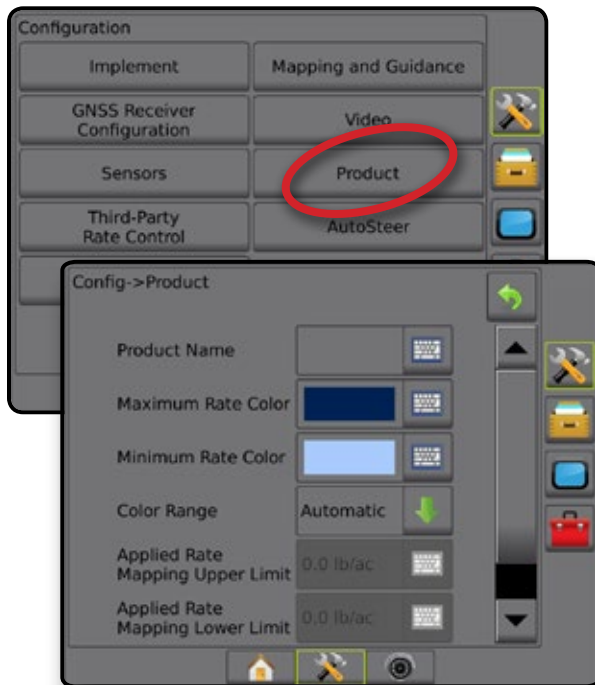 Configuration
Implement
Mapping and Guidance
GNSS Receiver
Configuration
Video
Sensors
Product
Third-Party
Rate Control
AutoSteer
Config->Product
Product Name
Maximum Rate Color
Minimum Rate Color
Color Range
Automatic
Applied Rate
Mapping Upper Limit
0.0 lb/ac
Applied Rate
Mapping Lower Limit
0.0 lb/ac